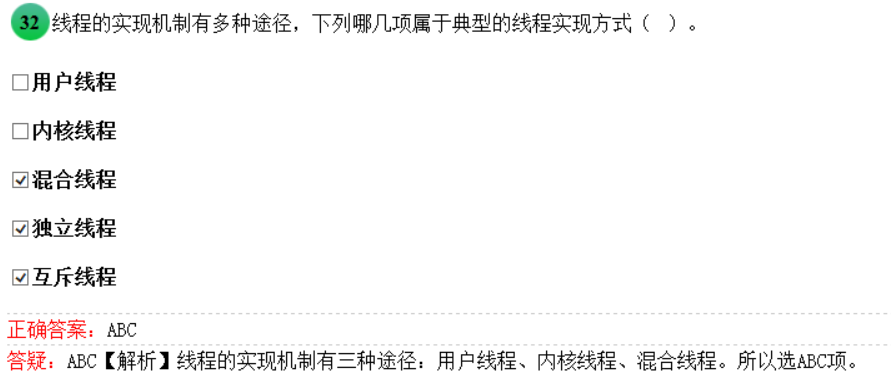 32 线程的实现机制有多种途径，下列哪几项属于典型的线程实现方式（ ）。
用户线程
内核线程
混合线程
独立线程
互斥线程
正确答案：ABC
答疑：ABC【解析】线程的实现机制有三种途径：用户线程、内核线程、混合线程。所以选ABC项。